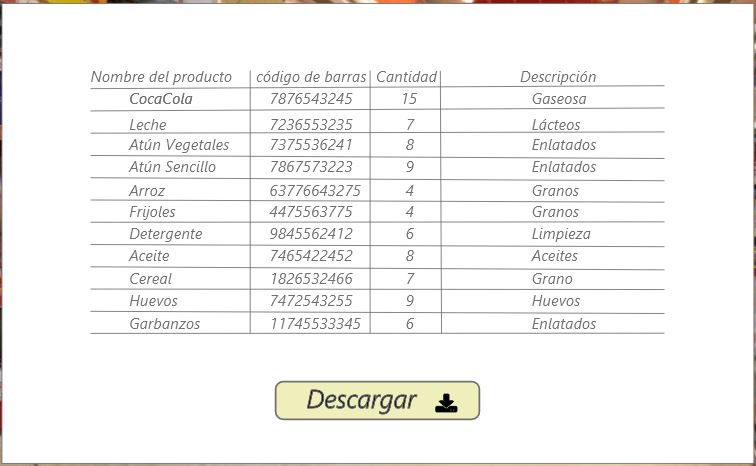 Nombre del producto código de barras Cantidad Descripción
CocaCola 7876543245 15 Gaseosa
Leche 7236553235 7 Lácteos
Atún Vegetales 7375536241 8 Enlatados
Atún Sencillo 7867573223 9 Enlatados
Arroz 63776643275 4 Granos
Frijoles 4475563775 4 Granos
Detergente 9845562412 6 Limpieza
Aceite 7465422452 8 Aceites
Cereal 1826532466 7 Grano
Huevos 7472543255 9 Huevos
Garbanzos 11745533345 6 Enlatados
Descargar